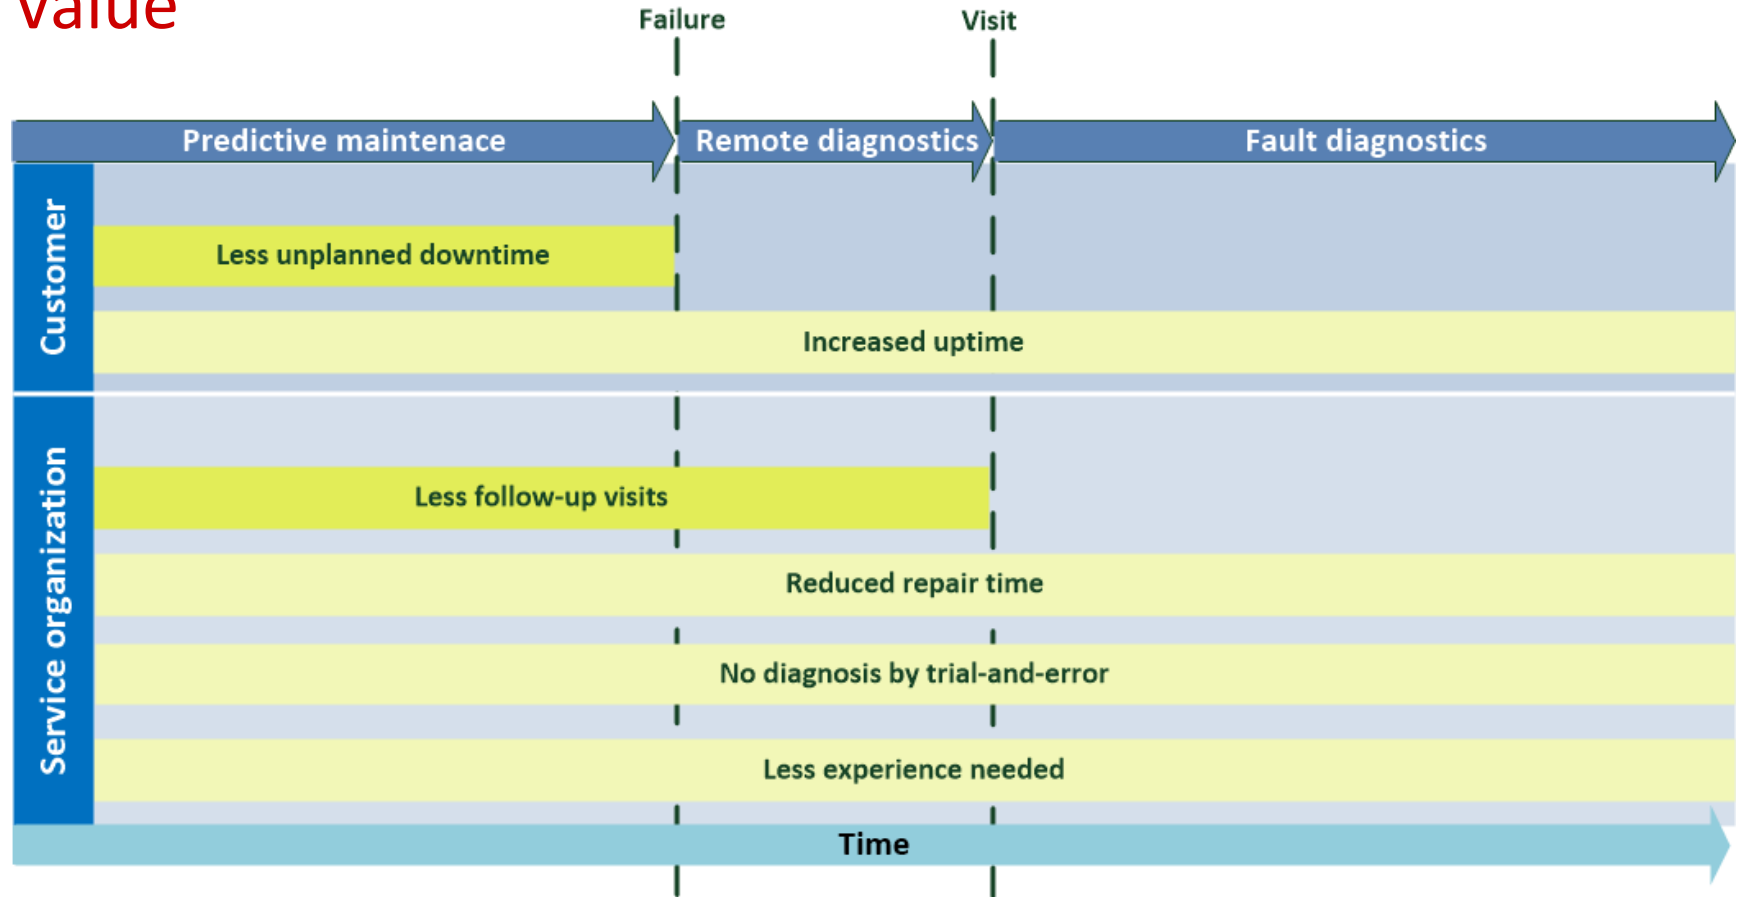 value
Failure
Visit
Predictive maintenace
Remote diagnostics
Fault diagnostics
Customer
Less unplanned downtime
Increased uptime
Service organization
Less follow-up visits
Reduced repair time
No diagnosis by trial-and-error
Less experience needed
Time